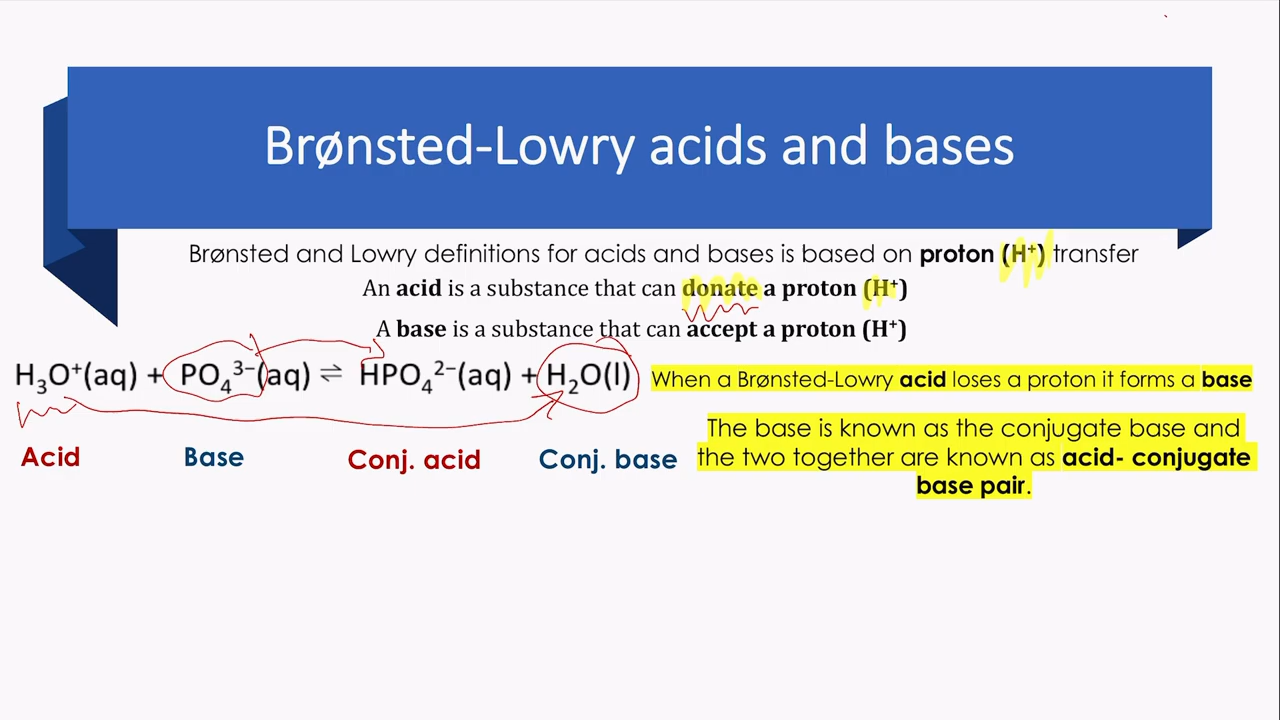 Brønsted-Lowry acids and bases
Brønsted and Lowry definitions for acids and bases is based on proton (H⁺) transfer
An acid is a substance that can donate a proton (H⁺)
A base is a substance that can accept a proton (H⁺)
H₃O⁺(aq) + PO₄³⁻(aq) ⇌ HPO₄²⁻(aq) + H₂O(l)
Acid Base Conj. acid Conj. base
When a Brønsted-Lowry acid loses a proton it forms a base
The base is known as the conjugate base and
the two together are known as acid- conjugate
base pair.